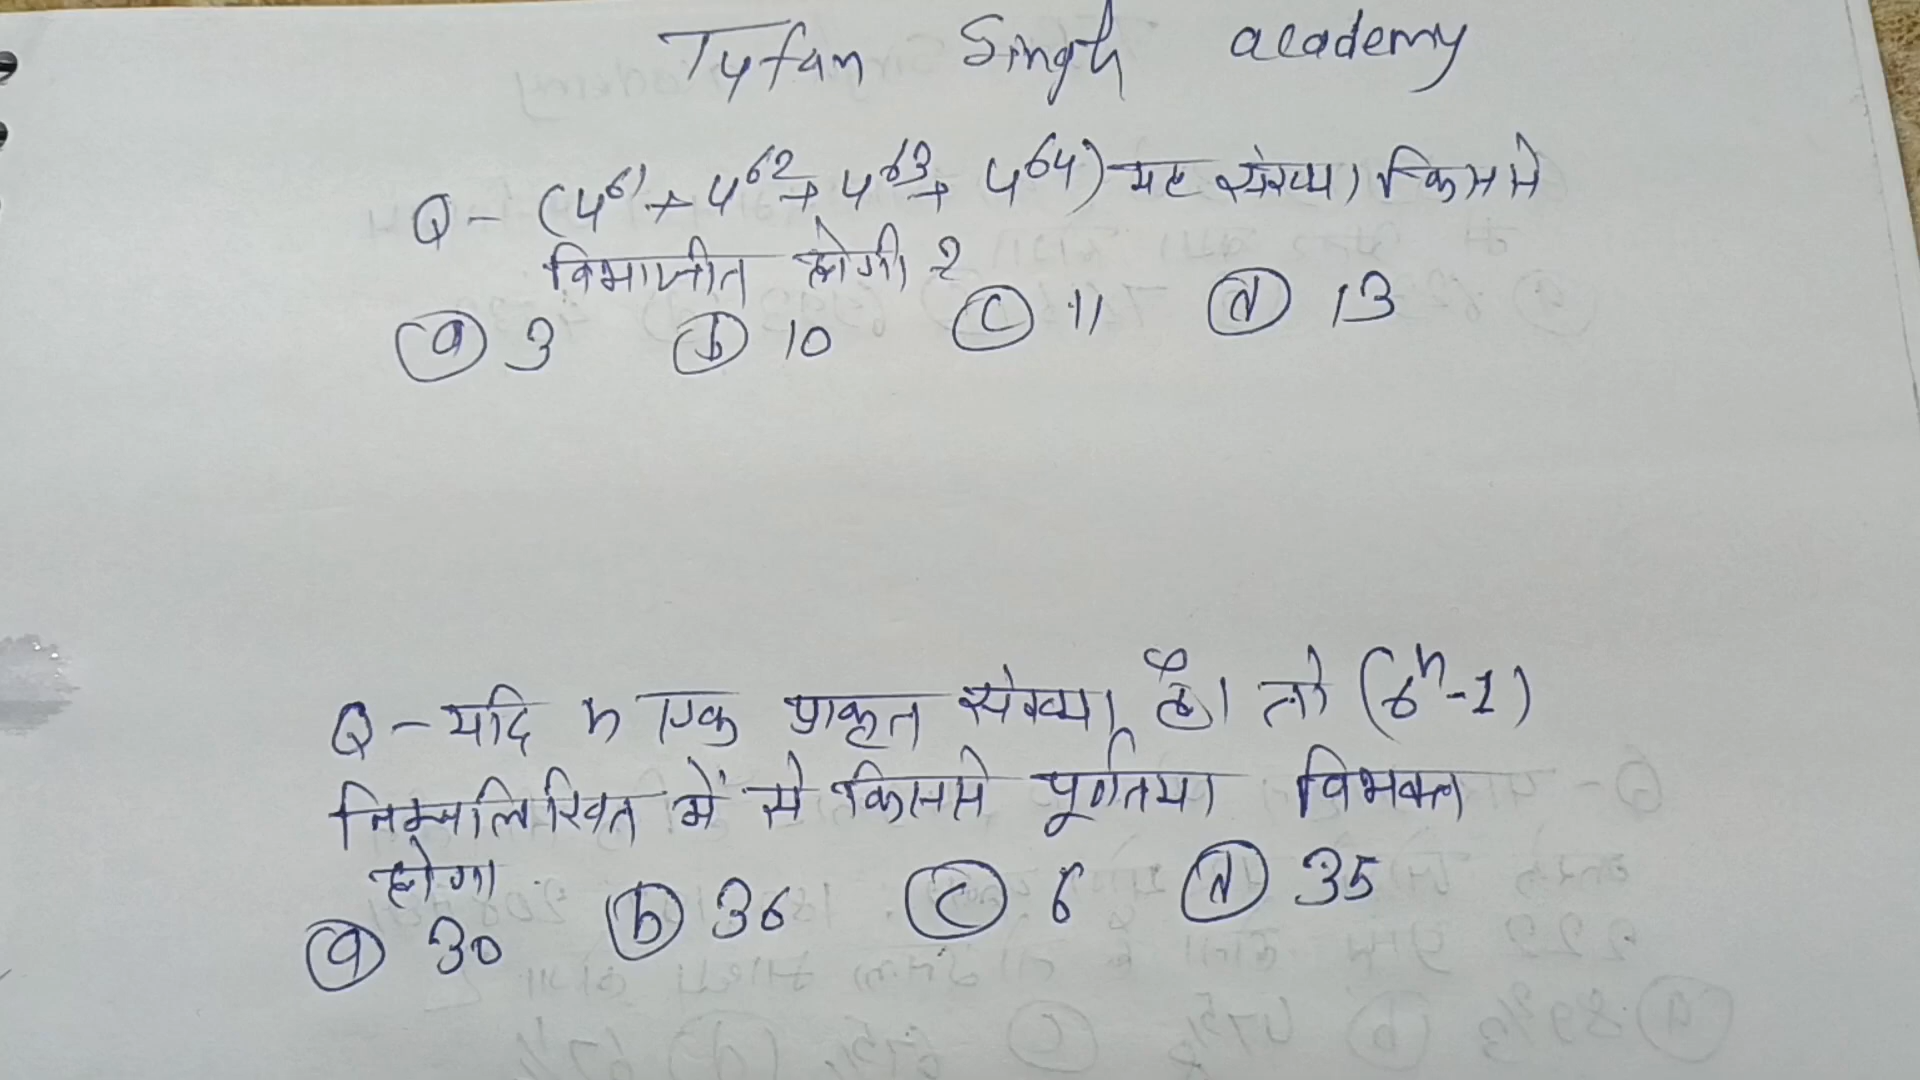 Tufan Singh academy
Q - (4^61 + 4^62 + 4^63 + 4^64) यह संख्या किससे
विभाजीत होगी ?
(a) 3 (b) 10 (c) 11 (d) 13
Q - यदि n एक प्राकृत संख्या है। तो (6^n - 1)
निम्नलिखित में से किससे पूर्णतया विभक्त
होगा
(a) 30 (b) 36 (c) 6 (d) 35